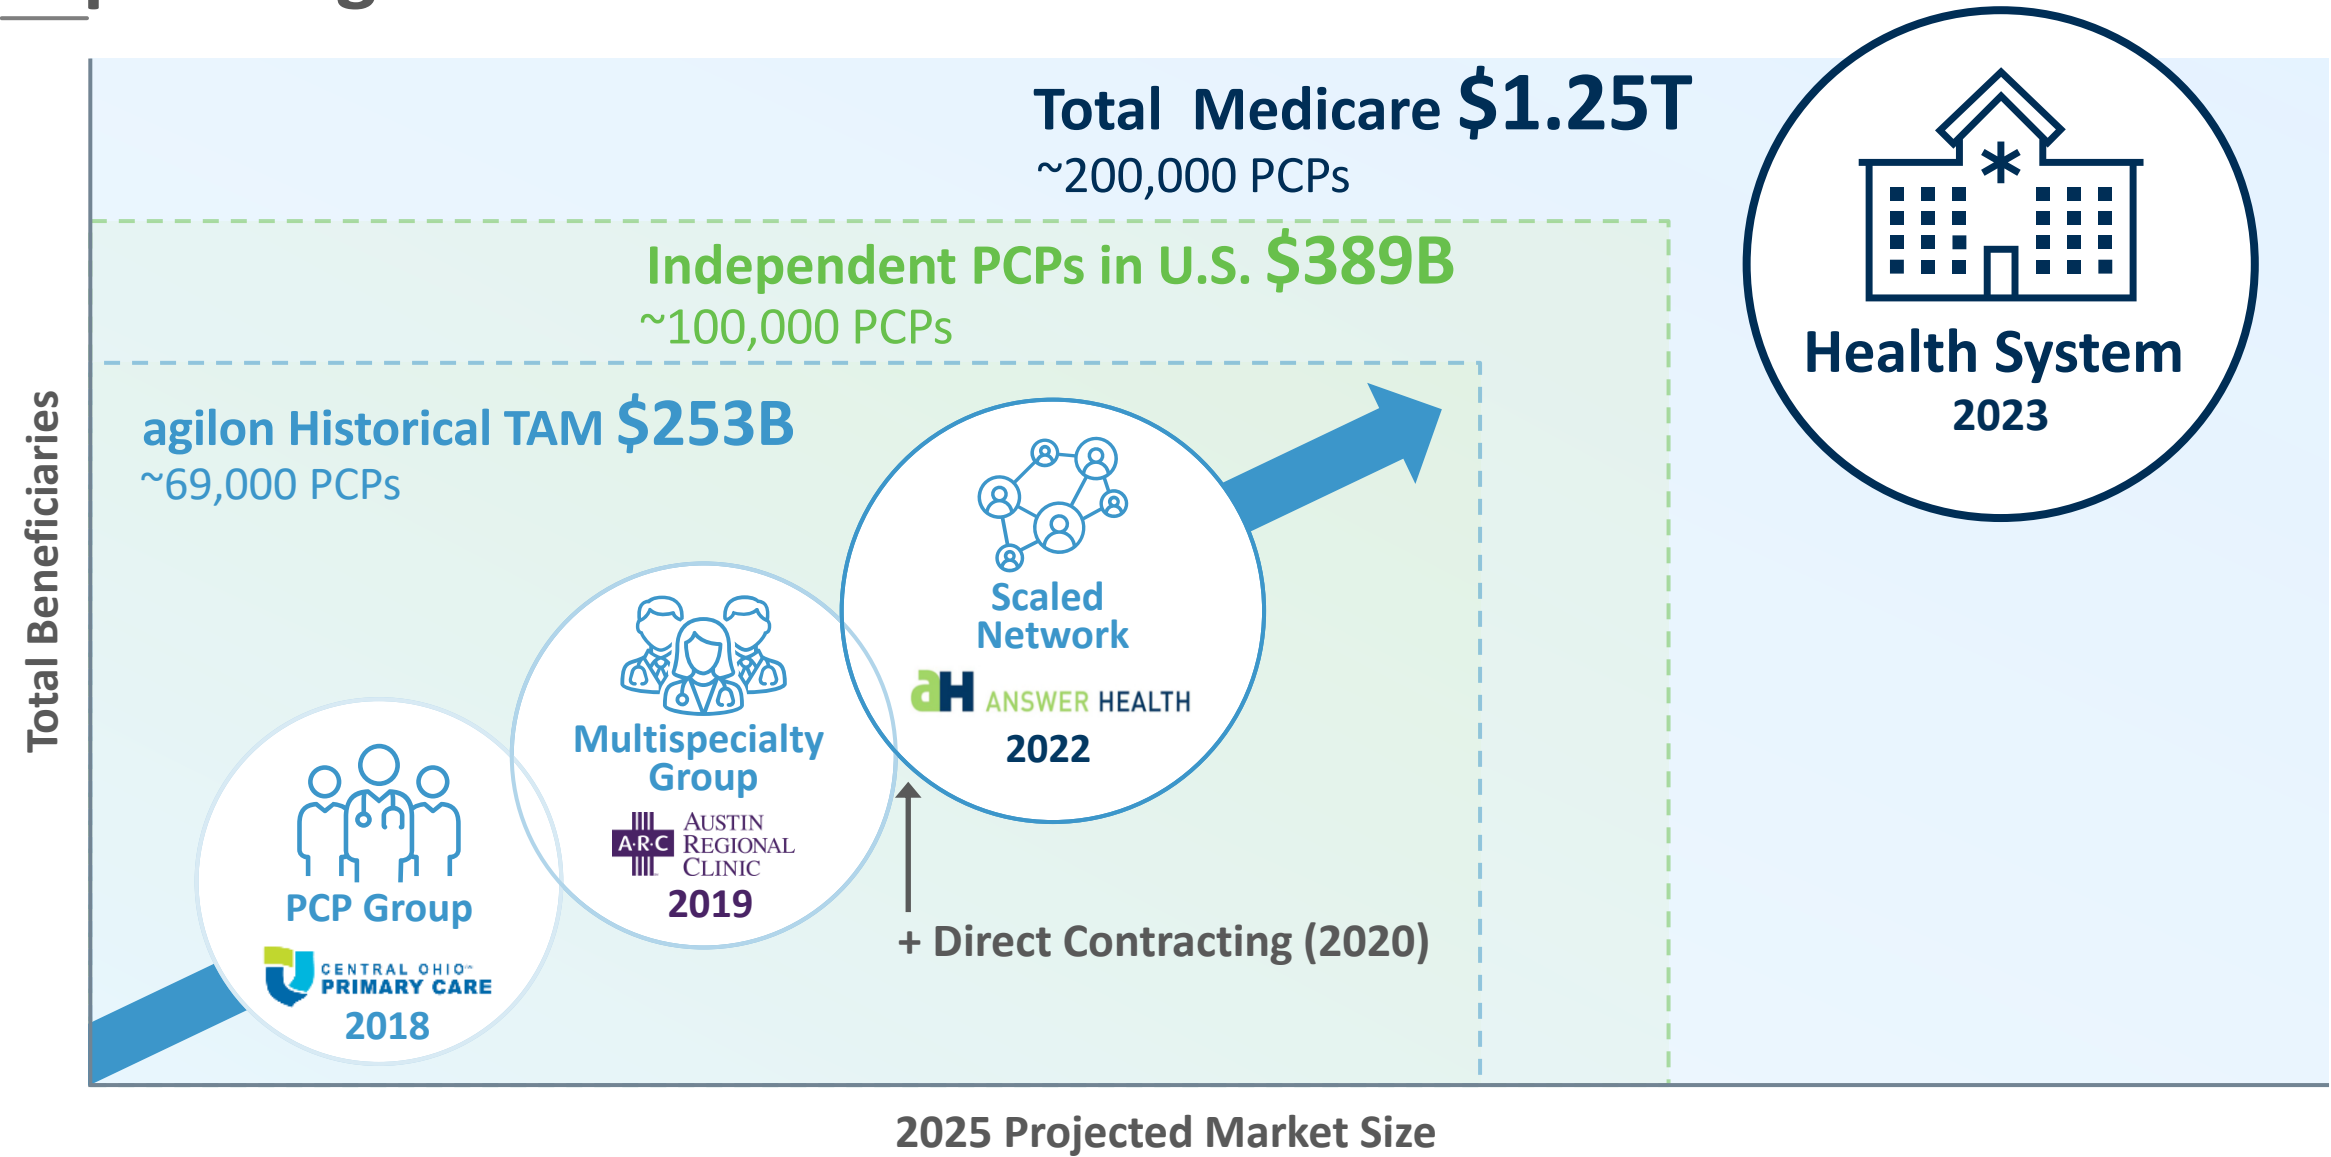 Total Medicare $1.25T
~200,000 PCPs
Independent PCPs in U.S. $389B
~100,000 PCPs
agilon Historical TAM $253B
~69,000 PCPs
Health System
2023
Scaled
Network
aH ANSWER HEALTH
2022
Multispecialty
Group
A·R·C AUSTIN
REGIONAL
CLINIC
2019
PCP Group
CENTRAL OHIO
PRIMARY CARE
2018
+ Direct Contracting (2020)
Total Beneficiaries
2025 Projected Market Size